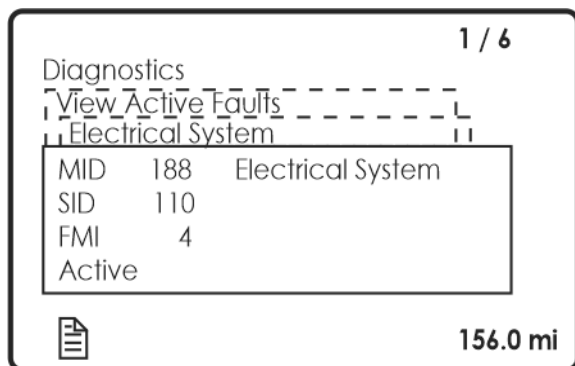 1 / 6
Diagnostics
View Active Faults
Electrical System
MID 188 Electrical System
SID 110
FMI 4
Active
156.0 mi